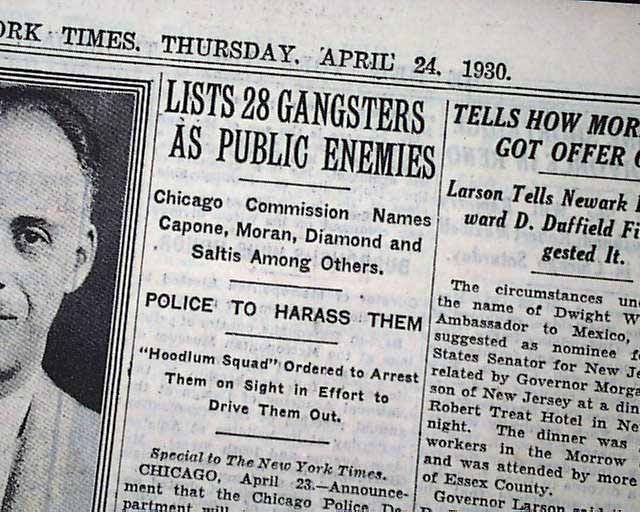 ORK TIMES. THURSDAY, APRIL 24, 1930.
LISTS 28 GANGSTERS
AS PUBLIC ENEMIES
Chicago Commission Names
Capone, Moran, Diamond and
Saltis Among Others.
POLICE TO HARASS THEM
"Hoodlum Squad" Ordered to Arrest
Them on Sight in Effort to
Drive Them Out.
Special to The New York Times.
CHICAGO, April 23.—Announce-
ment that the Chicago Police De-
partment will
TELLS HOW MOR
GOT OFFER
Larson Tells Newark
ward D. Duffield Fi
gested It.
The circumstances un
the name of Dwight W
Ambassador to Mexico,
suggested as nominee fo
States Senator for New Je
related by Governor Morga
son of New Jersey at a din
Robert Treat Hotel in Ne
night. The dinner was
workers in the Morrow
and was attended by more
of Essex County.
Governor Larson said